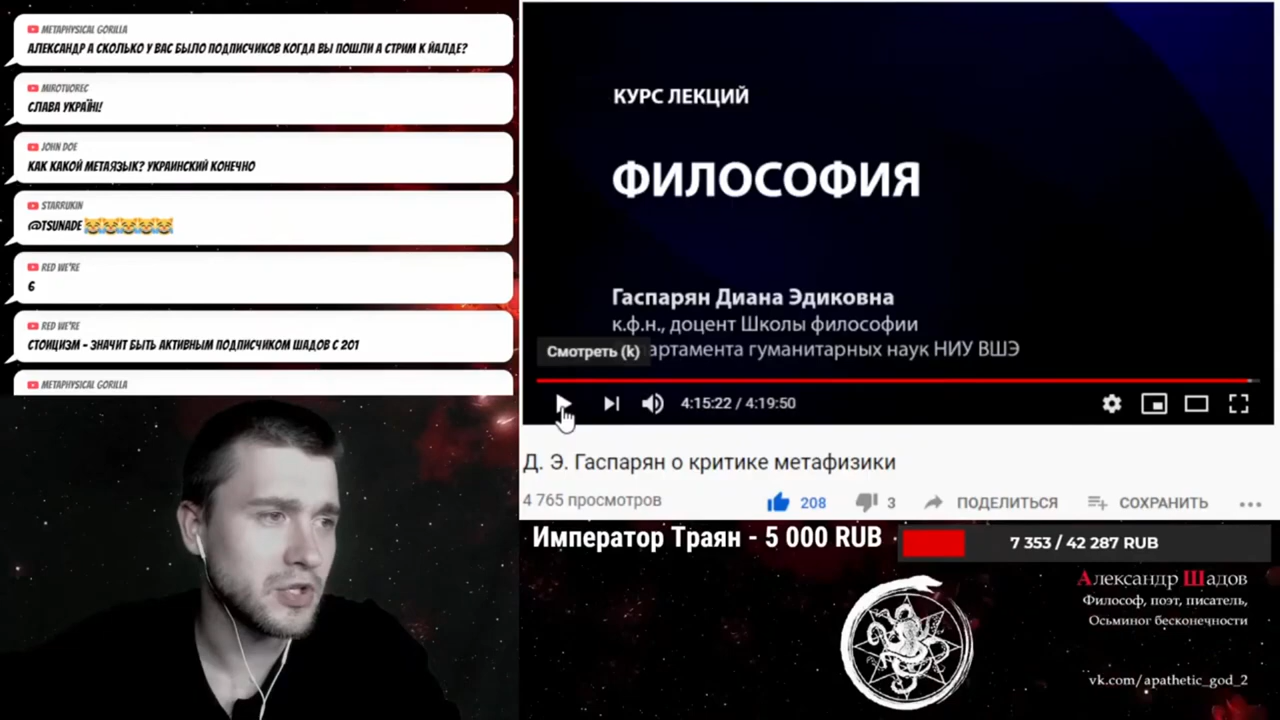 METAPHYSICAL GORILLA
АЛЕКСАНДР А СКОЛЬКО У ВАС БЫЛО ПОДПИСЧИКОВ КОГДА ВЫ ПОШЛИ А СТРИМ К ЙАЛДЕ?
MIROTVOREC
СЛАВА УКРАЇНІ!
JOHN DOE
КАК КАКОЙ МЕТАЯЗЫК? УКРАИНСКИЙ КОНЕЧНО
STARRUKIN
@TSUNADE
RED WE'RE
6
RED WE'RE
СТОИЦИЗМ - ЗНАЧИТ БЫТЬ АКТИВНЫМ ПОДПИСЧИКОМ ШАДОВ С 201
METAPHYSICAL GORILLA
КУРС ЛЕКЦИЙ
ФИЛОСОФИЯ
Гаспарян Диана Эдиковна
к.ф.н., доцент Школы философии
артамента гуманитарных наук НИУ ВШЭ
Смотреть (k)
4:15:22 / 4:19:50
Д. Э. Гаспарян о критике метафизики
4 765 просмотров
208
3
ПОДЕЛИТЬСЯ
СОХРАНИТЬ
Император Траян - 5 000 RUB
7 353 / 42 287 RUB
Александр Шадов
Философ, поэт, писатель,
Осьминог бесконечности
vk.com/apathetic_god_2